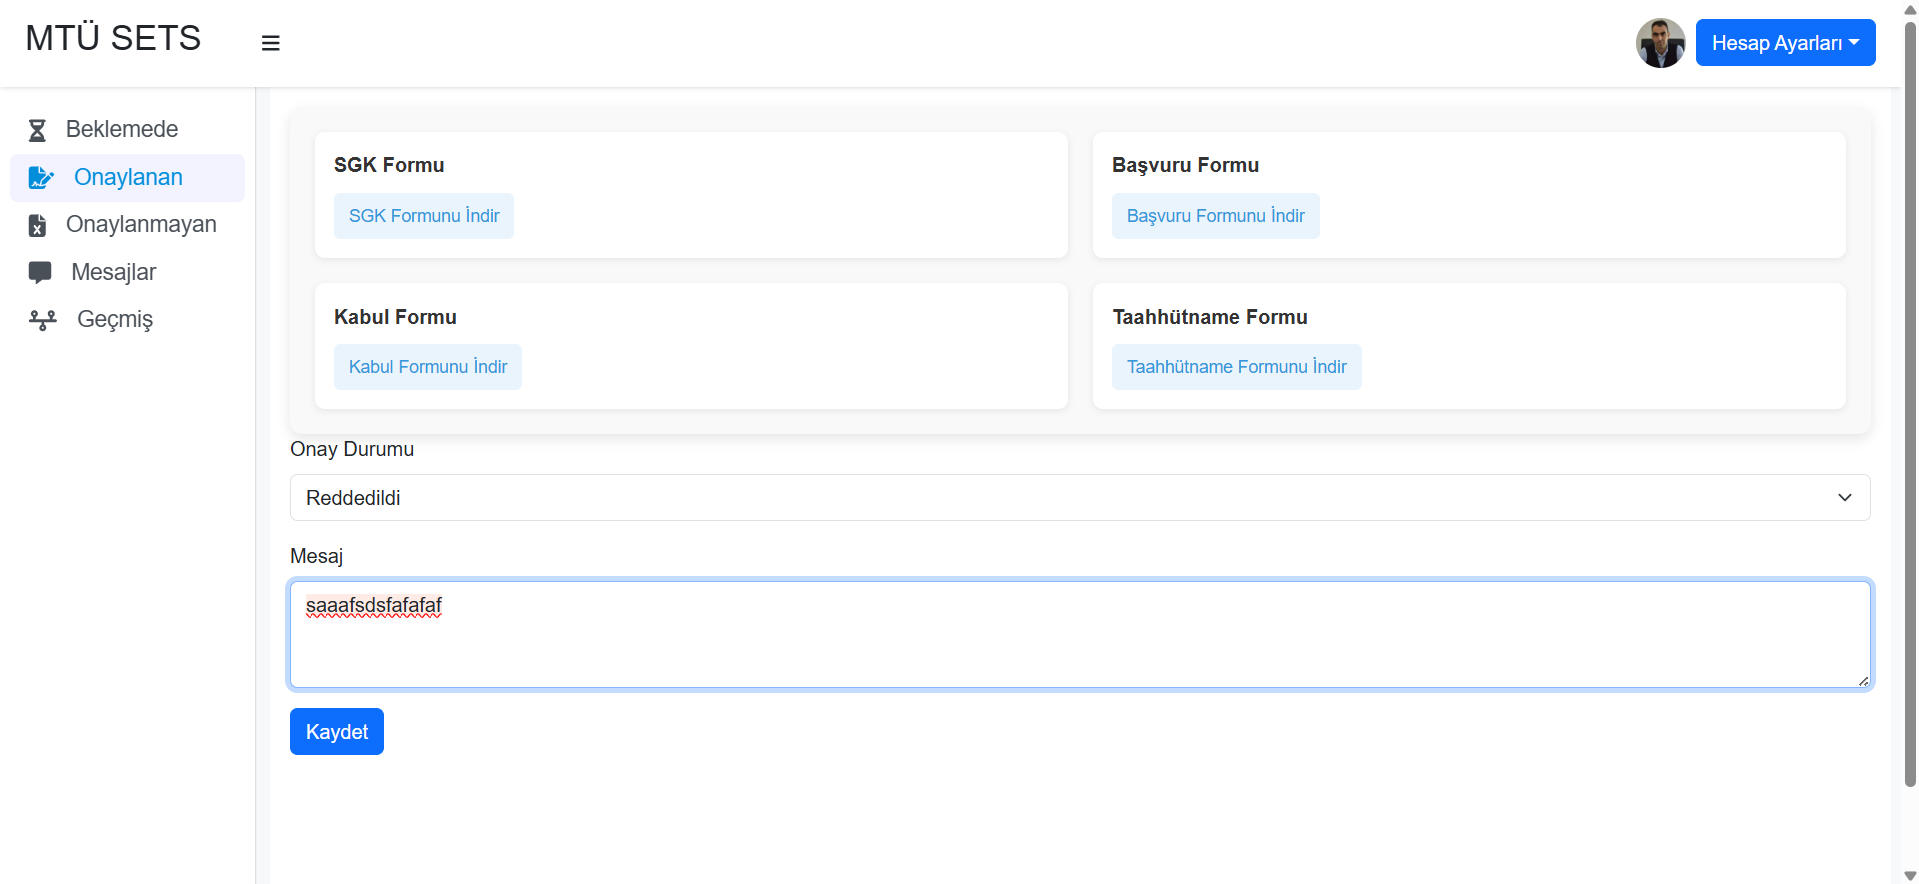 MTÜ SETS
Hesap Ayarları
Beklemede
Onaylanan
Onaylanmayan
Mesajlar
Geçmiş
SGK Formu
SGK Formunu İndir
Başvuru Formu
Başvuru Formunu İndir
Kabul Formu
Kabul Formunu İndir
Taahhütname Formu
Taahhütname Formunu İndir
Onay Durumu
Reddedildi
Mesaj
saaafsdsfafafaf
Kaydet